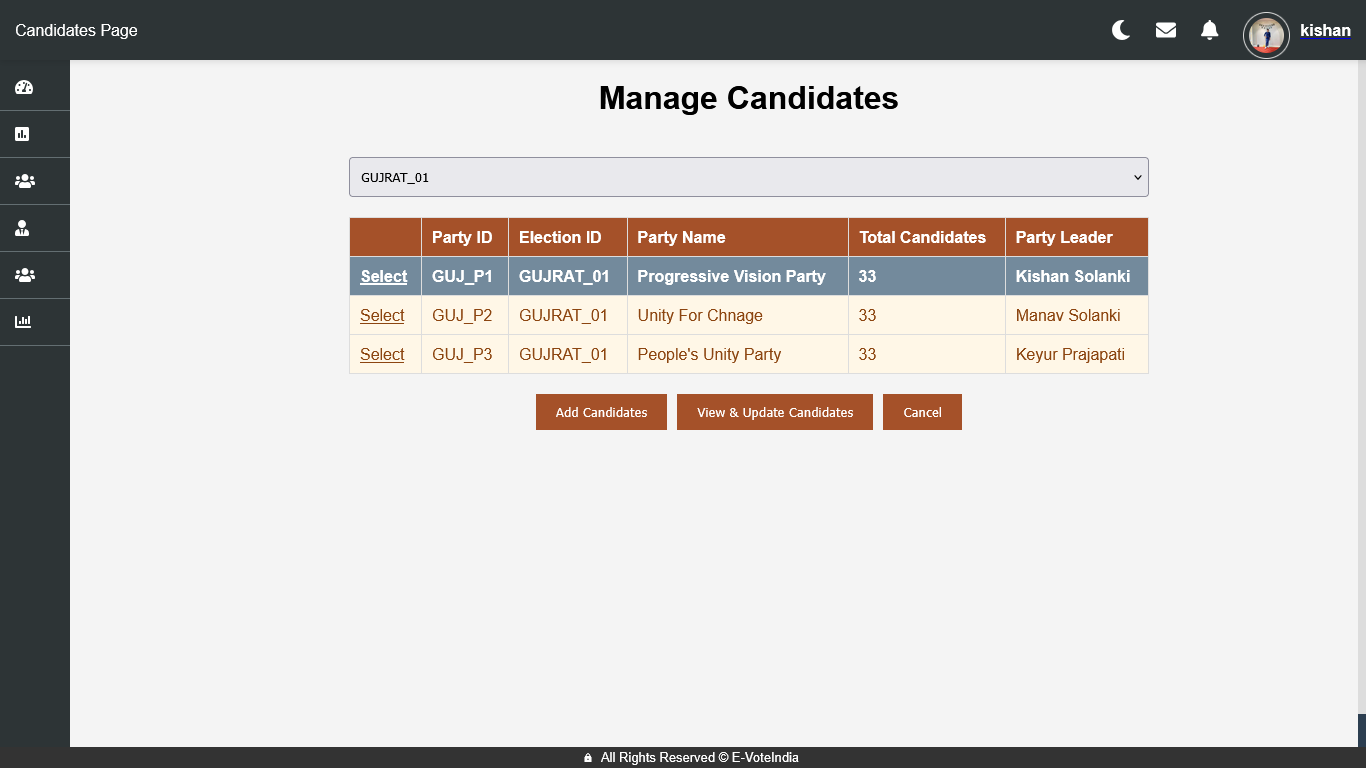 Candidates Page
kishan
Manage Candidates
GUJRAT_01
Party ID Election ID Party Name Total Candidates Party Leader
Select GUJ_P1 GUJRAT_01 Progressive Vision Party 33 Kishan Solanki
Select GUJ_P2 GUJRAT_01 Unity For Chnage 33 Manav Solanki
Select GUJ_P3 GUJRAT_01 People's Unity Party 33 Keyur Prajapati
Add Candidates View & Update Candidates Cancel
All Rights Reserved © E-VoteIndia